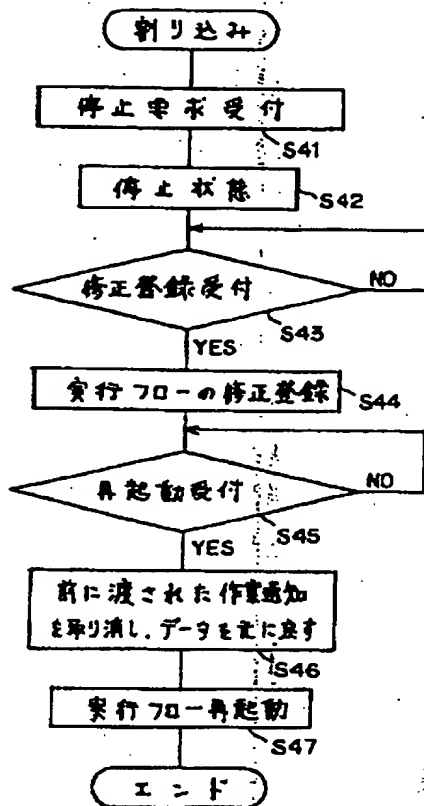 割り込み
停止要求受付
S41
停止状態
S42
修正登録受付
NO
S43
YES
実行フローの修正登録
S44
再起動受付
NO
S45
YES
前に渡された作業通知
を取り消し、データを元に戻す
S46
実行フロー再起動
S47
エンド